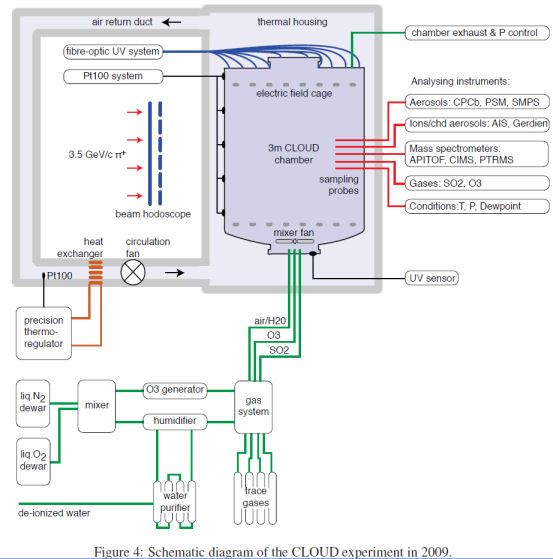 air return duct
thermal housing
fibre-optic UV system
chamber exhaust & P control
Pt100 system
Analysing instruments:
electric field cage
Aerosols: CPCb, PSM, SMPS
Ions/chd aerosols: AIS, Gerdien
3.5 GeV/c π+
3m CLOUD
chamber
Mass spectrometers:
APITOF, CIMS, PTRMS
sampling
probes
Gases: SO2, O3
beam hodoscope
Conditions:T, P, Dewpoint
mixer fan
heat
exchanger
circulation
fan
Pt100
UV sensor
precision
thermo-
regulator
air/H20
O3
SO2
liq.N2
dewar
mixer
O3 generator
gas
system
humidifier
liq.O2
dewar
water
purifier
trace
gases
de-ionized water
Figure 4: Schematic diagram of the CLOUD experiment in 2009.